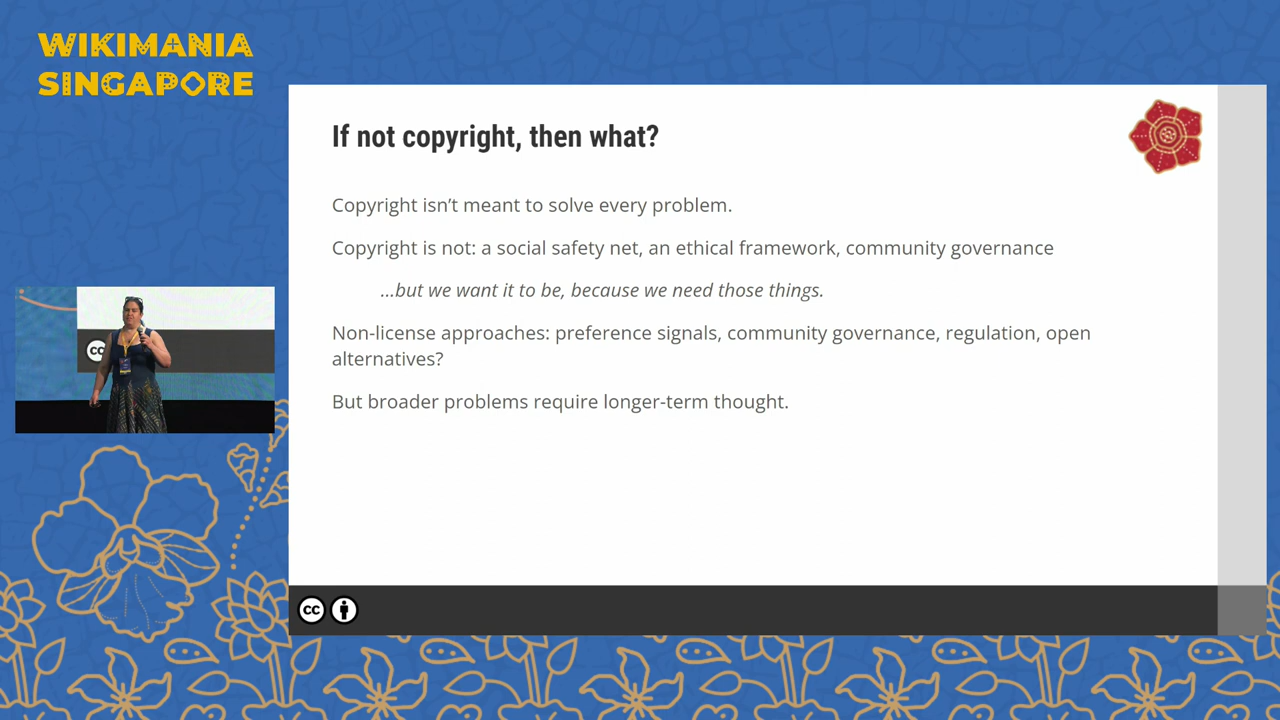 WIKIMANIA
SINGAPORE
If not copyright, then what?
Copyright isn't meant to solve every problem.
Copyright is not: a social safety net, an ethical framework, community governance
...but we want it to be, because we need those things.
Non-license approaches: preference signals, community governance, regulation, open
alternatives?
But broader problems require longer-term thought.
cc
cc